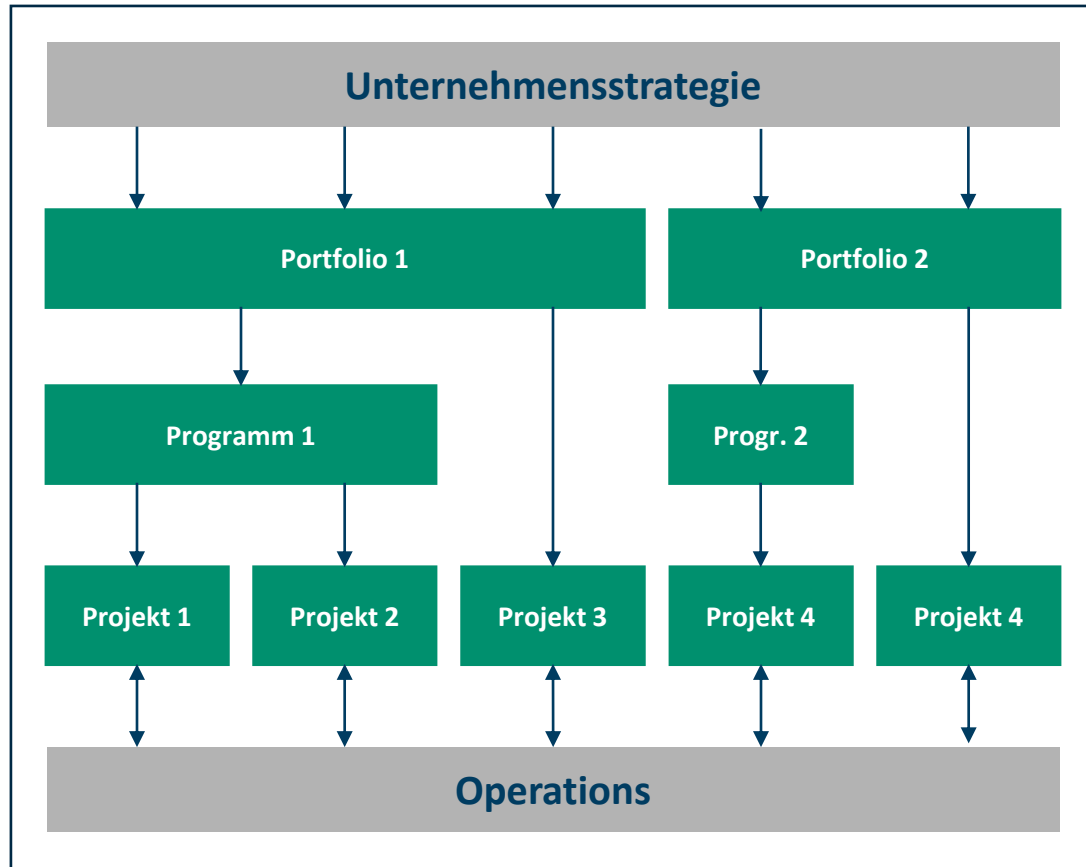 Unternehmensstrategie
Portfolio 1
Portfolio 2
Programm 1
Progr. 2
Projekt 1
Projekt 2
Projekt 3
Projekt 4
Projekt 4
Operations